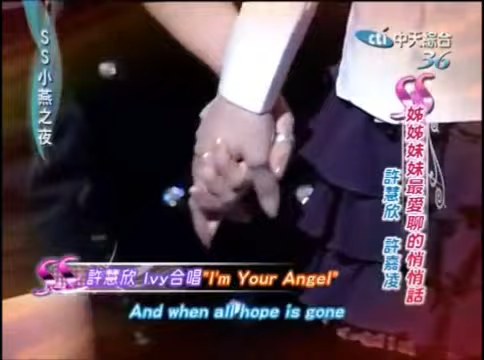 SS小燕之夜
cti 中天綜合
36
SS
姊姊妹妹最愛聊的悄悄話
許慧欣 許嘉凌
SS 許慧欣 Ivy合唱"I'm Your Angel"
And when all hope is gone